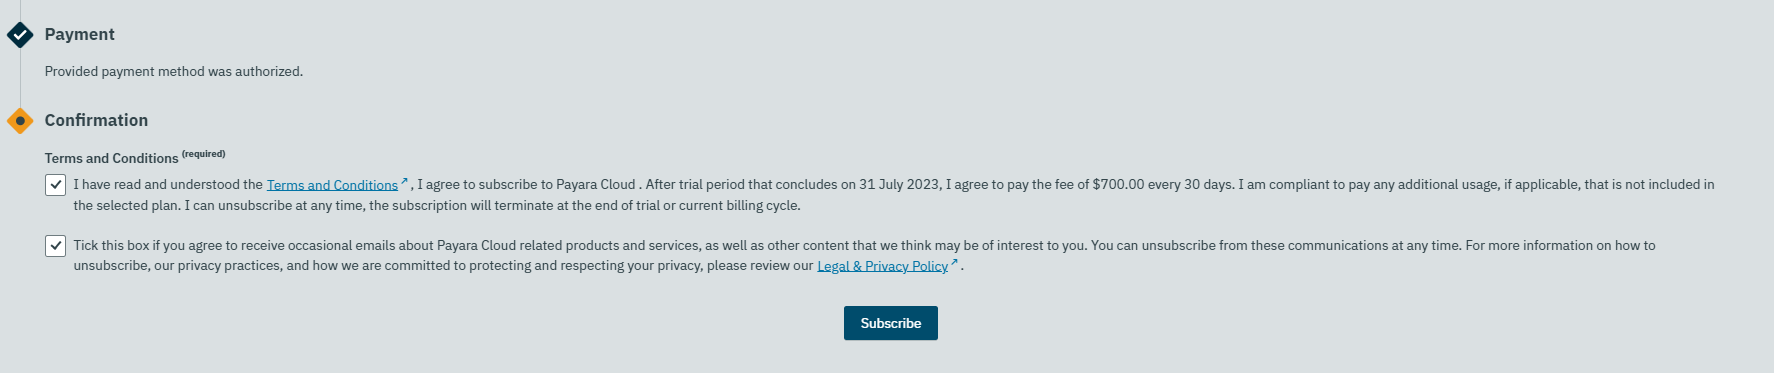 Payment
Provided payment method was authorized.
Confirmation
Terms and Conditions (required)
I have read and understood the Terms and Conditions↗, I agree to subscribe to Payara Cloud . After trial period that concludes on 31 July 2023, I agree to pay the fee of $700.00 every 30 days. I am compliant to pay any additional usage, if applicable, that is not included in
the selected plan. I can unsubscribe at any time, the subscription will terminate at the end of trial or current billing cycle.
Tick this box if you agree to receive occasional emails about Payara Cloud related products and services, as well as other content that we think may be of interest to you. You can unsubscribe from these communications at any time. For more information on how to
unsubscribe, our privacy practices, and how we are committed to protecting and respecting your privacy, please review our Legal & Privacy Policy↗.
Subscribe